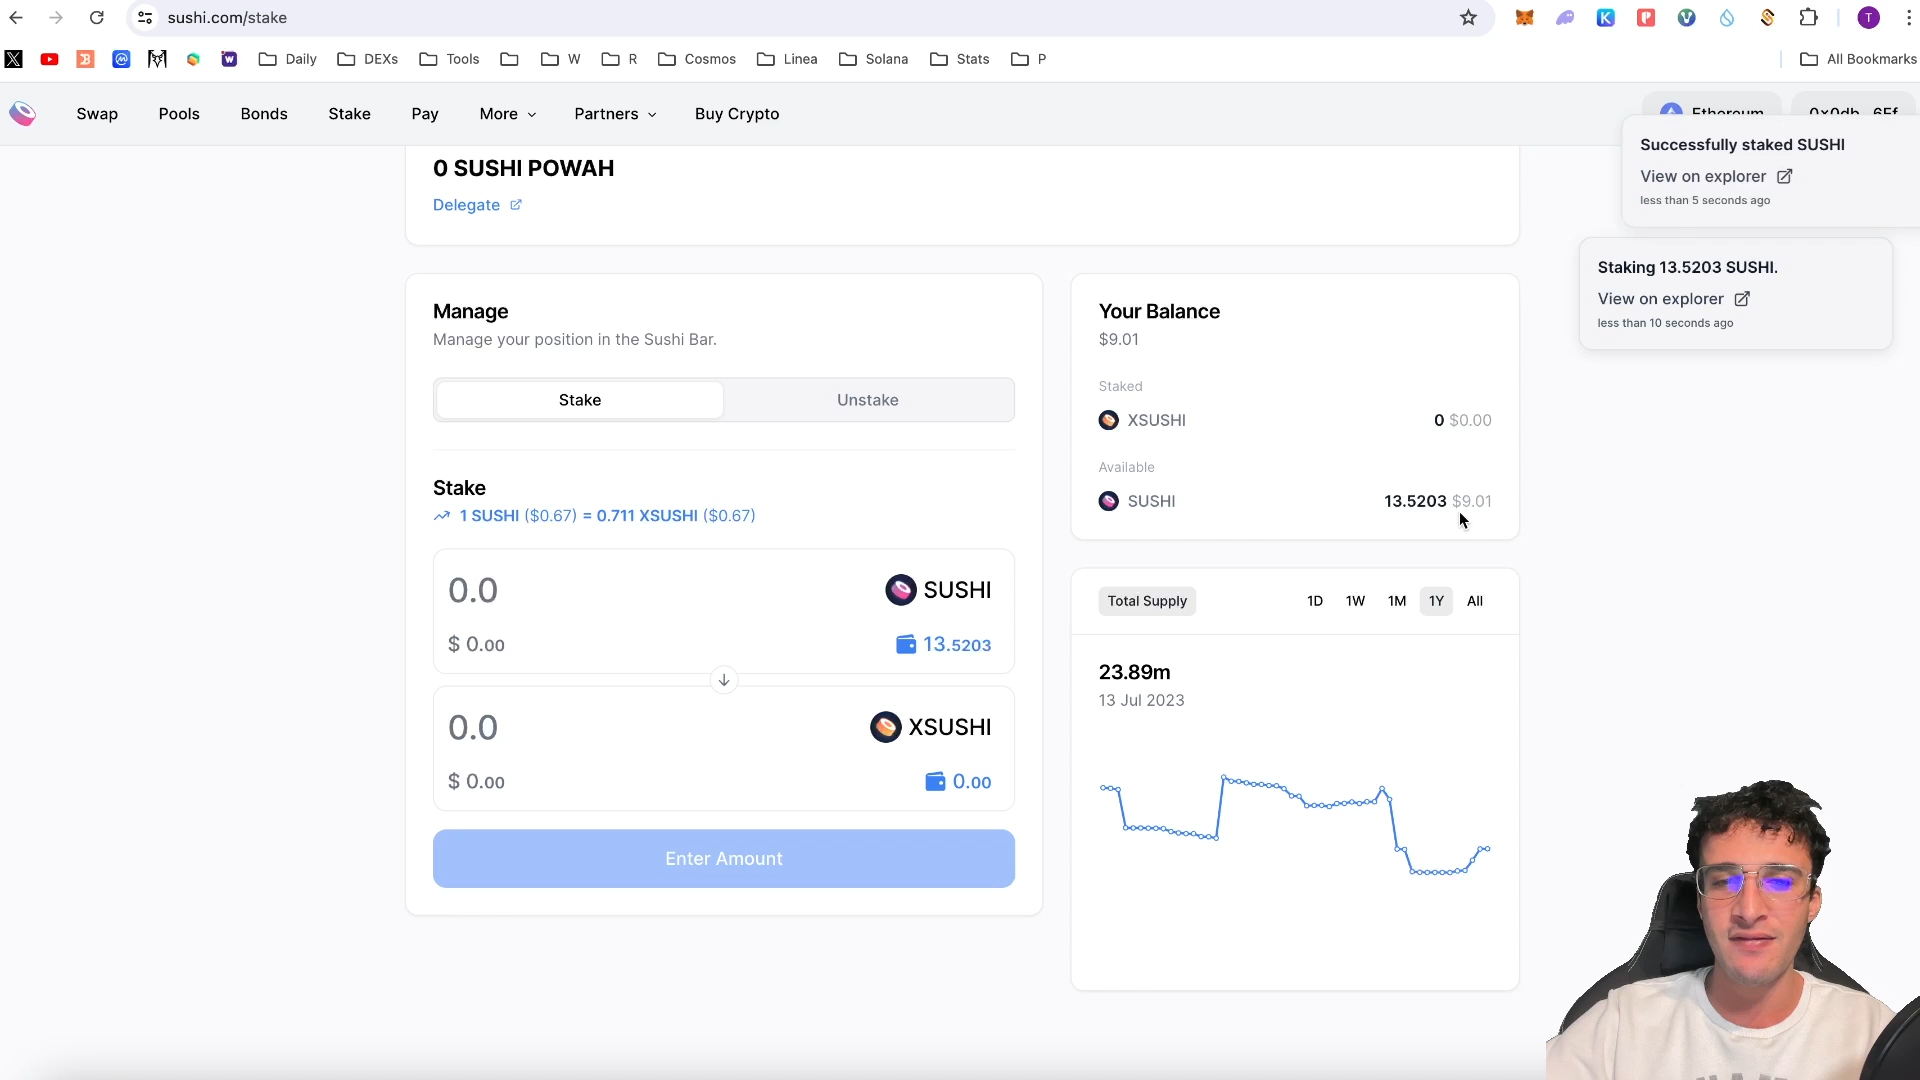 sushi.com/stake
T
Daily
DEXs
Tools
W
R
Cosmos
Linea
Solana
Stats
P
All Bookmarks
Swap
Pools
Bonds
Stake
Pay
More
Partners
Buy Crypto
Ethereum
0x0db...6Ef
Successfully staked SUSHI
View on explorer
less than 5 seconds ago
Staking 13.5203 SUSHI.
View on explorer
less than 10 seconds ago
0 SUSHI POWAH
Delegate
Manage
Manage your position in the Sushi Bar.
Stake
Unstake
Stake
1 SUSHI ($0.67) = 0.711 XSUSHI ($0.67)
0.0
SUSHI
$ 0.00
13.5203
0.0
XSUSHI
$ 0.00
0.00
Enter Amount
Your Balance
$9.01
Staked
XSUSHI
0 $0.00
Available
SUSHI
13.5203 $9.01
Total Supply
1D
1W
1M
1Y
All
23.89m
13 Jul 2023